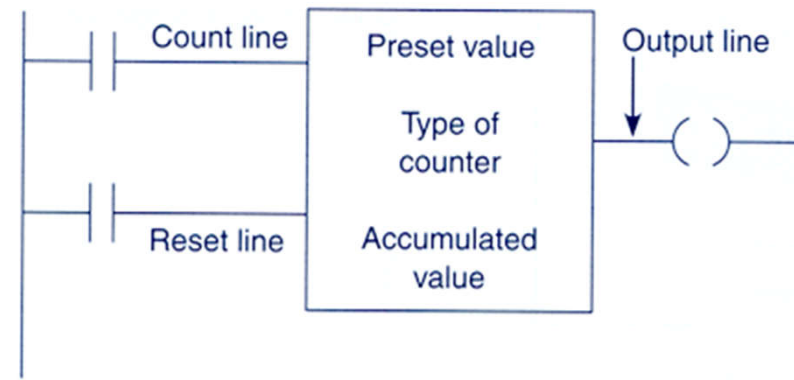 Count line
Preset value
Output line
Type of
counter
Reset line
Accumulated
value